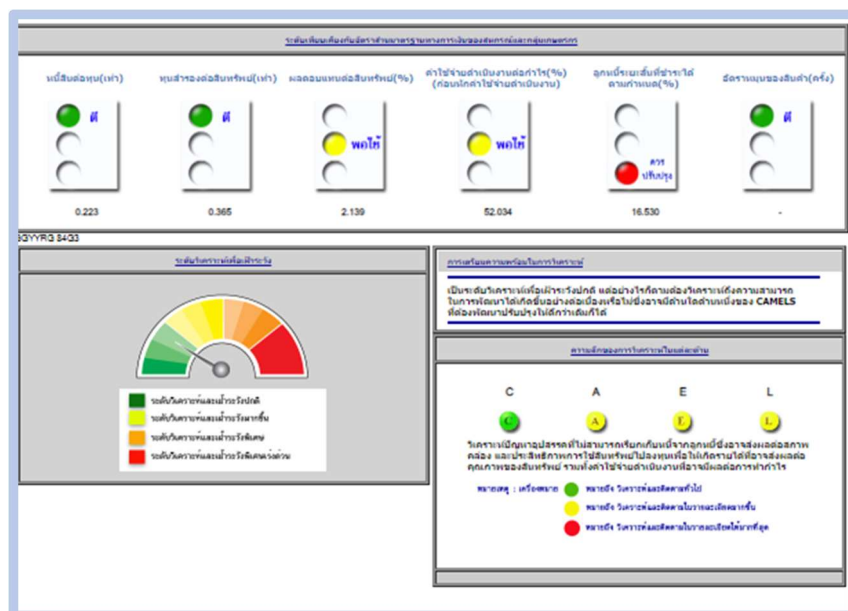 ระดับเทียบเคียงกับอัตราส่วนมาตรฐานทางการเงินของสหกรณ์และกลุ่มเกษตรกร
หนี้สินต่อทุน(เท่า)
ทุนสำรองต่อสินทรัพย์(เท่า)
ผลตอบแทนต่อสินทรัพย์(%)
ค่าใช้จ่ายดำเนินงานต่อกำไร(%)
(ก่อนหักค่าใช้จ่ายดำเนินงาน)
ลูกหนี้ระยะสั้นที่ชำระได้
ตามกำหนด(%)
อัตราหมุนของสินค้า(ครั้ง)
ดี
ดี
พอใช้
พอใช้
ควร
ปรับปรุง
ดี
0.223
0.365
2.139
52.034
16.530
-
GYYRG S4G3
ระดับวิเคราะห์เพื่อเฝ้าระวัง
ระดับวิเคราะห์และเฝ้าระวังปกติ
ระดับวิเคราะห์และเฝ้าระวังมากขึ้น
ระดับวิเคราะห์และเฝ้าระวังพิเศษ
ระดับวิเคราะห์และเฝ้าระวังพิเศษเร่งด่วน
การเตรียมความพร้อมในการวิเคราะห์
เป็นระดับวิเคราะห์เพื่อเฝ้าระวังปกติ แต่อย่างไรก็ตามต้องวิเคราะห์ถึงความสามารถ
ในการพัฒนาได้เกิดขึ้นอย่างต่อเนื่องหรือไม่ซึ่งอาจมีด้านใดด้านหนึ่งของ CAMELS
ที่ต้องพัฒนาปรับปรุงให้ดีกว่าเดิมก็ได้
ความลึกของการวิเคราะห์ในแต่ละด้าน
C A E L
C A E L
วิเคราะห์ปัญหาอุปสรรคที่ไม่สามารถเรียกเก็บหนี้จากลูกหนี้ซึ่งอาจส่งผลต่อสภาพ
คล่อง และประสิทธิภาพการใช้สินทรัพย์ไปลงทุนเพื่อให้เกิดรายได้ที่อาจส่งผลต่อ
คุณภาพของสินทรัพย์ รวมทั้งค่าใช้จ่ายดำเนินงานที่อาจมีผลต่อการทำกำไร
หมายเหตุ : เครื่องหมาย
หมายถึง วิเคราะห์และติดตามทั่วไป
หมายถึง วิเคราะห์และติดตามในรายละเอียดมากขึ้น
หมายถึง วิเคราะห์และติดตามในรายละเอียดให้มากที่สุด